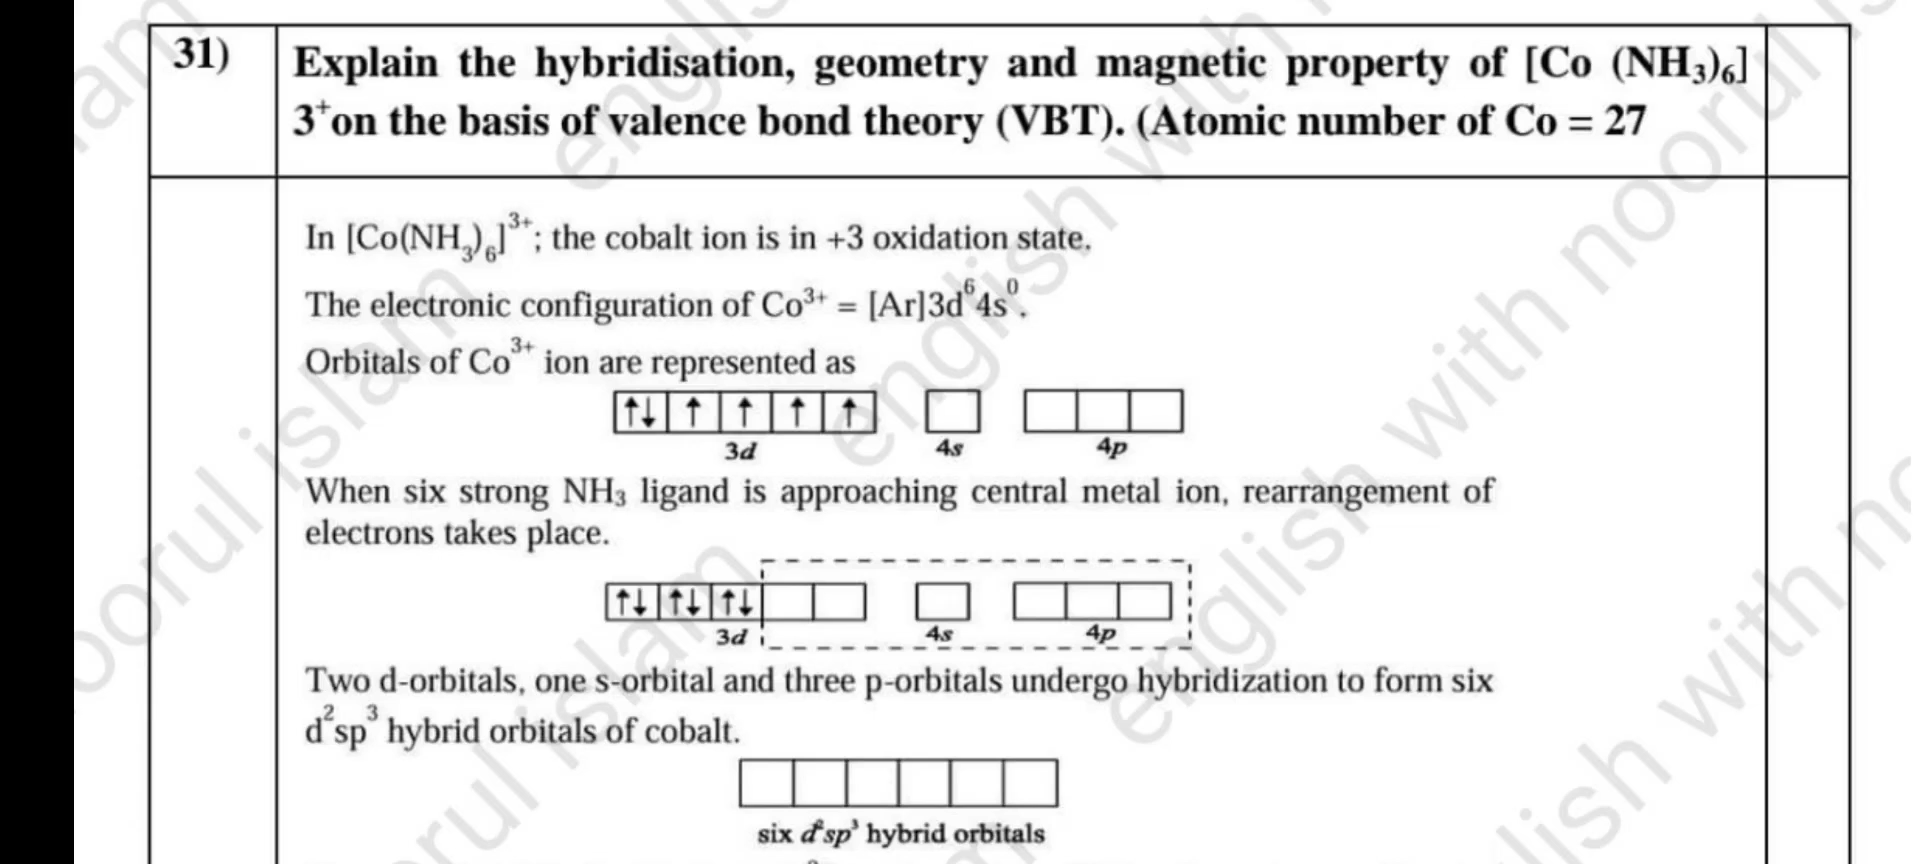 31)
Explain the hybridisation, geometry and magnetic property of [Co (NH₃)₆]
3⁺on the basis of valence bond theory (VBT). (Atomic number of Co = 27
In [Co(NH₃)₆]³⁺; the cobalt ion is in +3 oxidation state.
The electronic configuration of Co³⁺ = [Ar]3d⁶4s⁰.
Orbitals of Co³⁺ ion are represented as
↑↓ ↑ ↑ ↑ ↑
3d 4s 4p
When six strong NH₃ ligand is approaching central metal ion, rearrangement of
electrons takes place.
↑↓ ↑↓ ↑↓
3d 4s 4p
Two d-orbitals, one s-orbital and three p-orbitals undergo hybridization to form six
d²sp³ hybrid orbitals of cobalt.
six d²sp³ hybrid orbitals
english with noorul islam